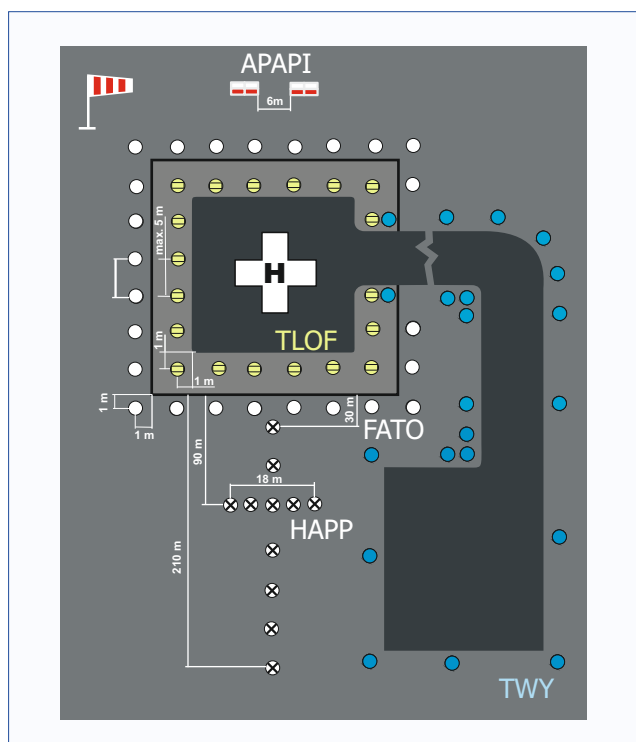 APAPI
6m
max. 5 m
H
TLOF
1 m
1 m
1 m
1 m
30 m
FATO
90 m
18 m
HAPP
210 m
TWY